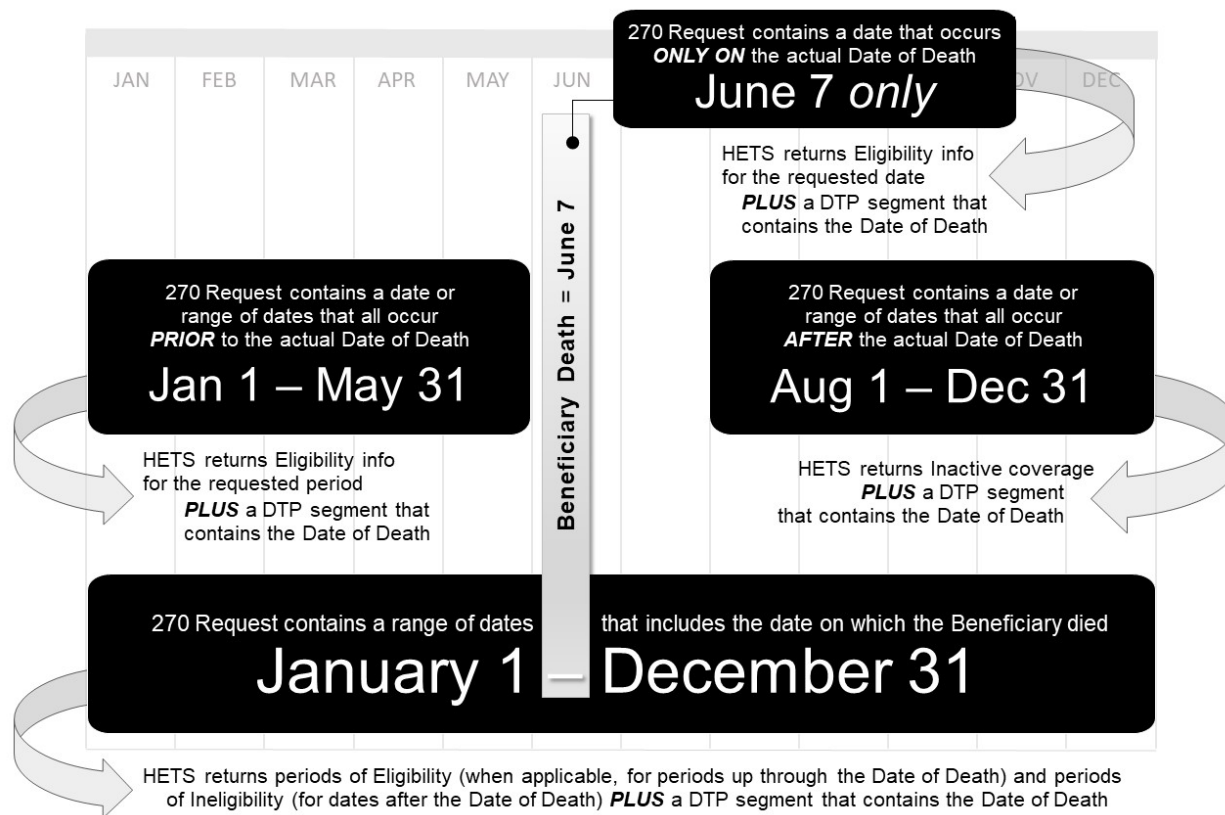 270 Request contains a date that occurs
ONLY ON the actual Date of Death
June 7 only
JAN FEB MAR APR MAY JUN OV DEC
HETS returns Eligibility info
for the requested date
PLUS a DTP segment that
contains the Date of Death
Beneficiary Death = June 7
270 Request contains a date or
range of dates that all occur
PRIOR to the actual Date of Death
Jan 1 – May 31
HETS returns Eligibility info
for the requested period
PLUS a DTP segment that
contains the Date of Death
270 Request contains a date or
range of dates that all occur
AFTER the actual Date of Death
Aug 1 – Dec 31
HETS returns Inactive coverage
PLUS a DTP segment
that contains the Date of Death
270 Request contains a range of dates that includes the date on which the Beneficiary died
January 1 – December 31
HETS returns periods of Eligibility (when applicable, for periods up through the Date of Death) and periods
of Ineligibility (for dates after the Date of Death) PLUS a DTP segment that contains the Date of Death